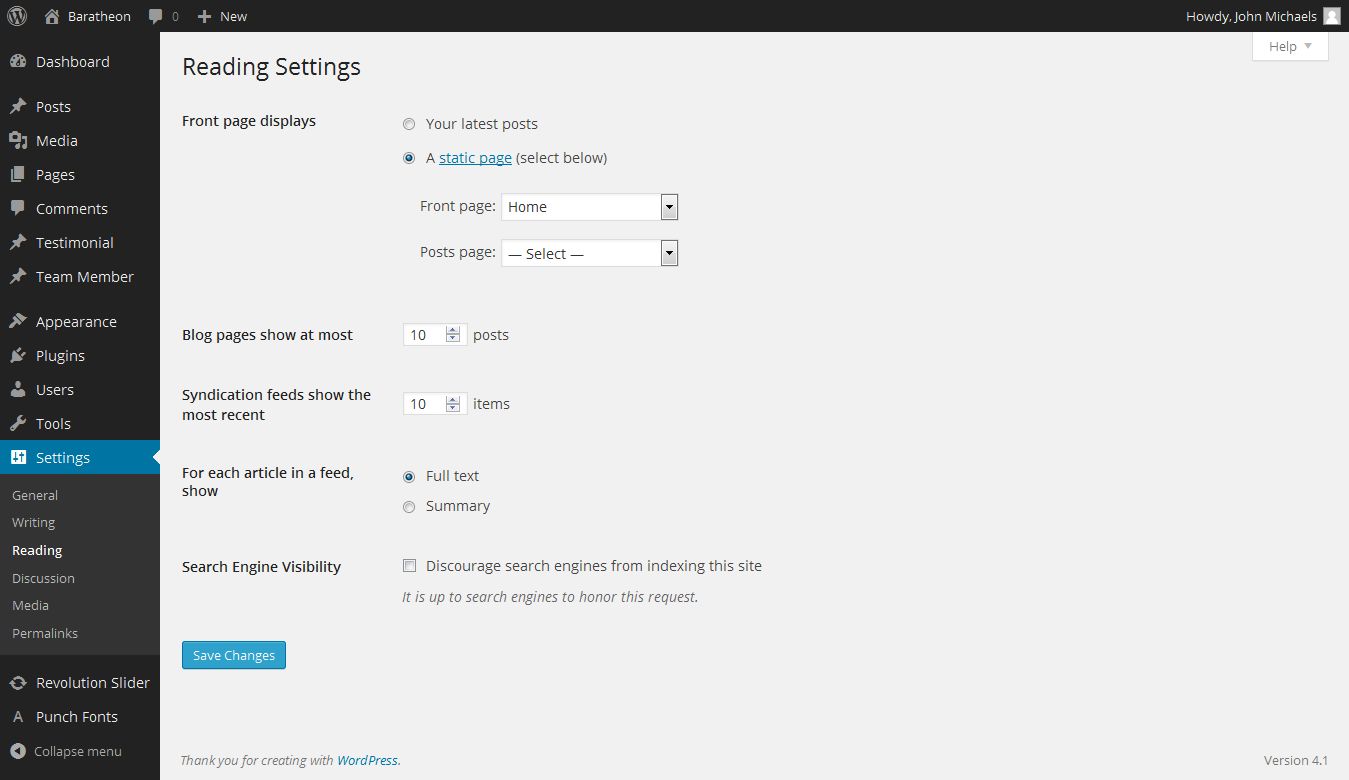 Baratheon 0 New Howdy, John Michaels
Help
Dashboard
Posts
Media
Pages
Comments
Testimonial
Team Member
Appearance
Plugins
Users
Tools
Settings
General
Writing
Reading
Discussion
Media
Permalinks
Revolution Slider
Punch Fonts
Collapse menu
Reading Settings
Front page displays
Your latest posts
A static page (select below)
Front page: Home
Posts page: — Select —
Blog pages show at most 10 posts
Syndication feeds show the
most recent
10 items
For each article in a feed,
show
Full text
Summary
Search Engine Visibility
Discourage search engines from indexing this site
It is up to search engines to honor this request.
Save Changes
Thank you for creating with WordPress.
Version 4.1